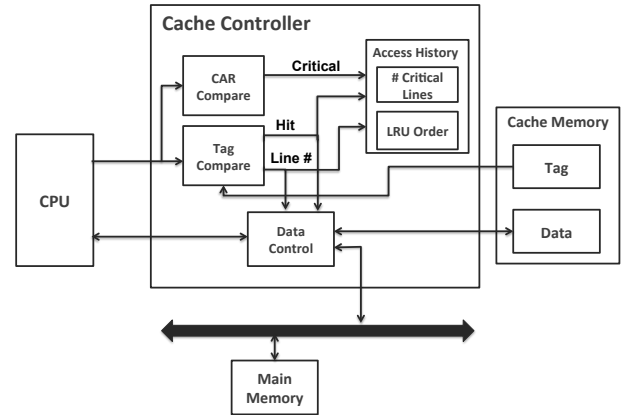 Cache Controller
Critical
CAR
Compare
Access History
# Critical
Lines
LRU Order
Hit
Tag
Compare
Line #
Cache Memory
Tag
Data
CPU
Data
Control
Main
Memory